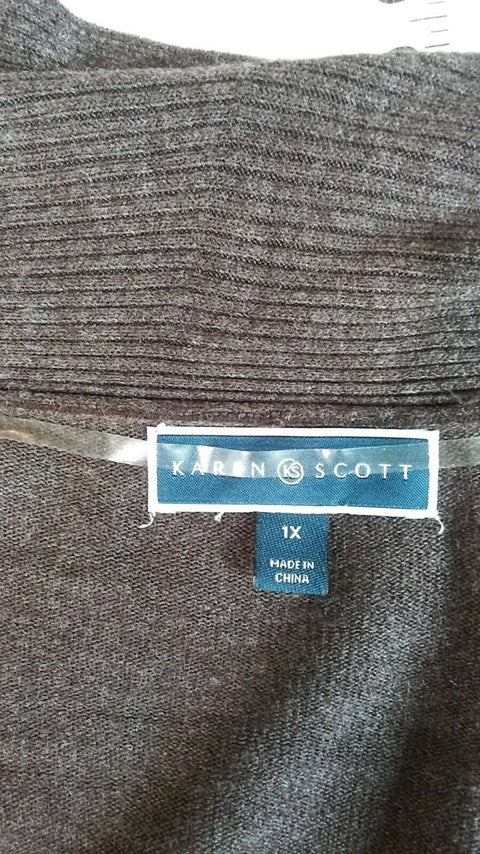 KAREN KS SCOTT
1X
MADE IN
CHINA